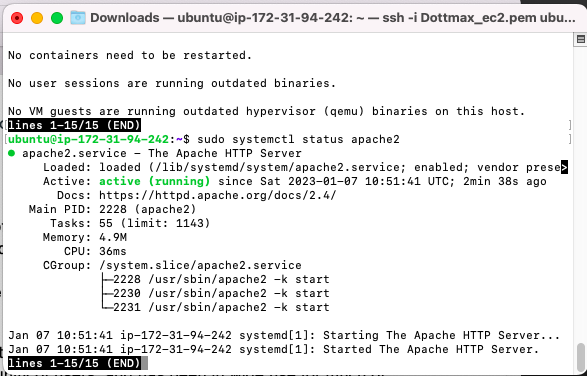 Downloads — ubuntu@ip-172-31-94-242: ~ — ssh -i Dottmax_ec2.pem ubu...
No containers need to be restarted.
No user sessions are running outdated binaries.
No VM guests are running outdated hypervisor (qemu) binaries on this host.
lines 1-15/15 (END)
[ubuntu@ip-172-31-94-242:~$ sudo systemctl status apache2 ]
● apache2.service - The Apache HTTP Server
Loaded: loaded (/lib/systemd/system/apache2.service; enabled; vendor prese>
Active: active (running) since Sat 2023-01-07 10:51:41 UTC; 2min 38s ago
Docs: https://httpd.apache.org/docs/2.4/
Main PID: 2228 (apache2)
Tasks: 55 (limit: 1143)
Memory: 4.9M
CPU: 36ms
CGroup: /system.slice/apache2.service
├─2228 /usr/sbin/apache2 -k start
├─2230 /usr/sbin/apache2 -k start
└─2231 /usr/sbin/apache2 -k start
Jan 07 10:51:41 ip-172-31-94-242 systemd[1]: Starting The Apache HTTP Server...
Jan 07 10:51:41 ip-172-31-94-242 systemd[1]: Started The Apache HTTP Server.
lines 1-15/15 (END)